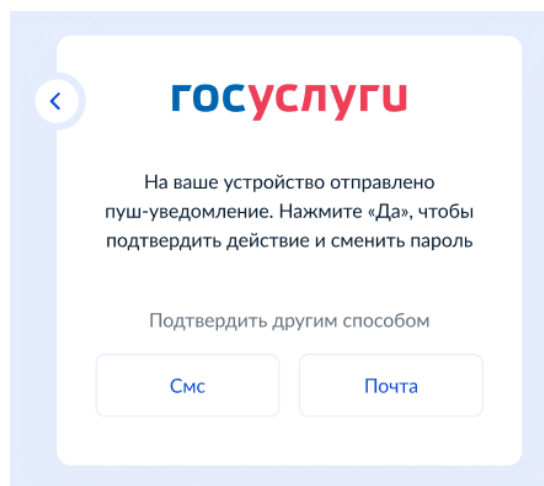 госуслуги
На ваше устройство отправлено
пуш-уведомление. Нажмите «Да», чтобы
подтвердить действие и сменить пароль
Подтвердить другим способом
Смс
Почта